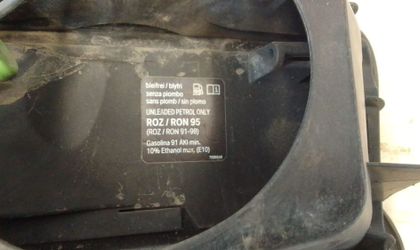 bleifrei / blyfri
senza piombo
sans plomb / sin plomo
UNLEADED PETROL ONLY
ROZ / RON 95
(ROZ / RON 91-98)
Gasolina 91 AKI min.
10% Ethanol max. (E10)